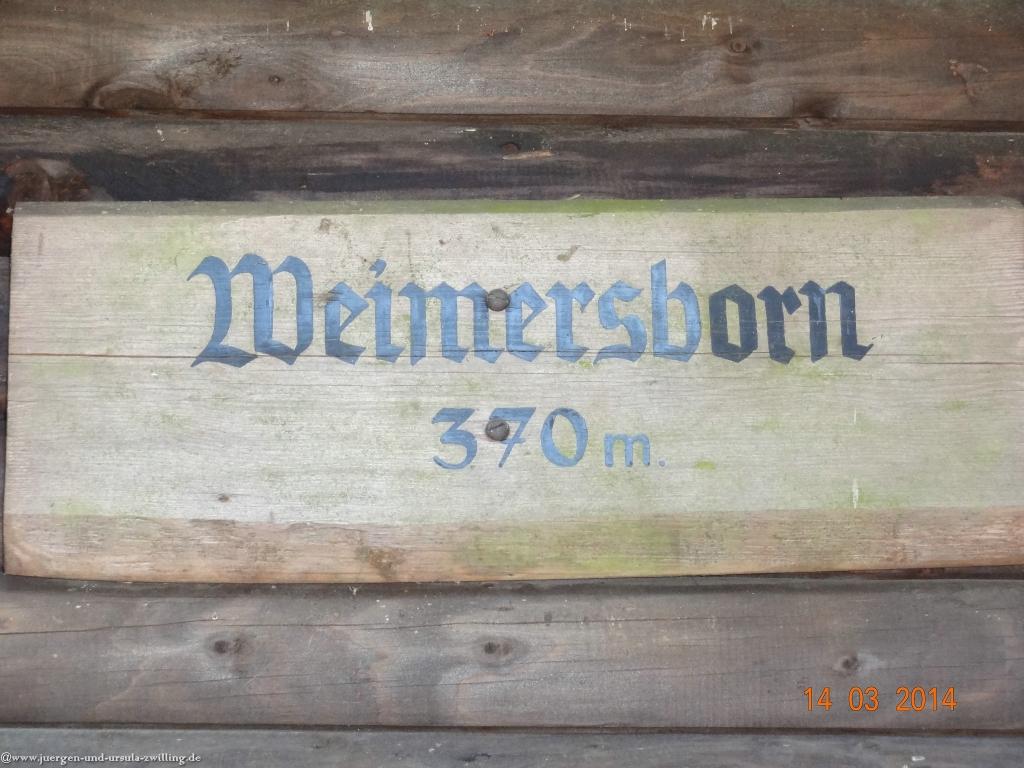 Weimersborn
370 m.
14 03 2014
@www.juergen-und-ursula-zwilling.de